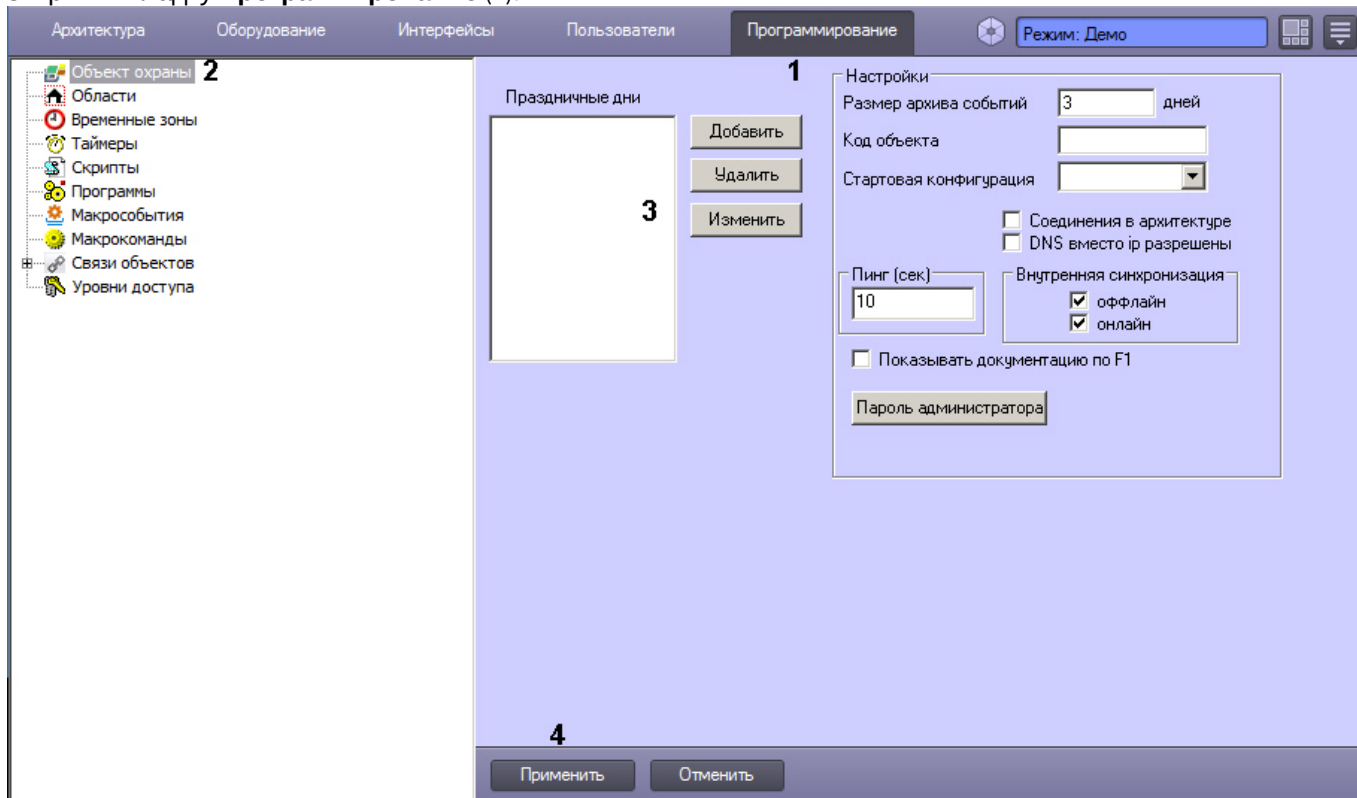 Архитектура Оборудование Интерфейсы Пользователи Программирование Режим: Демо
Объект охраны 2
Области
Временные зоны
Таймеры
Скрипты
Программы
Макрособытия
Макрокоманды
Связи объектов
Уровни доступа
Праздничные дни
Добавить
Удалить
3 Изменить
1
Настройки
Размер архива событий 3 дней
Код объекта
Стартовая конфигурация
Соединения в архитектуре
DNS вместо ip разрешены
Пинг (сек) Внутренняя синхронизация
10 оффлайн
онлайн
Показывать документацию по F1
Пароль администратора
4
Применить Отменить